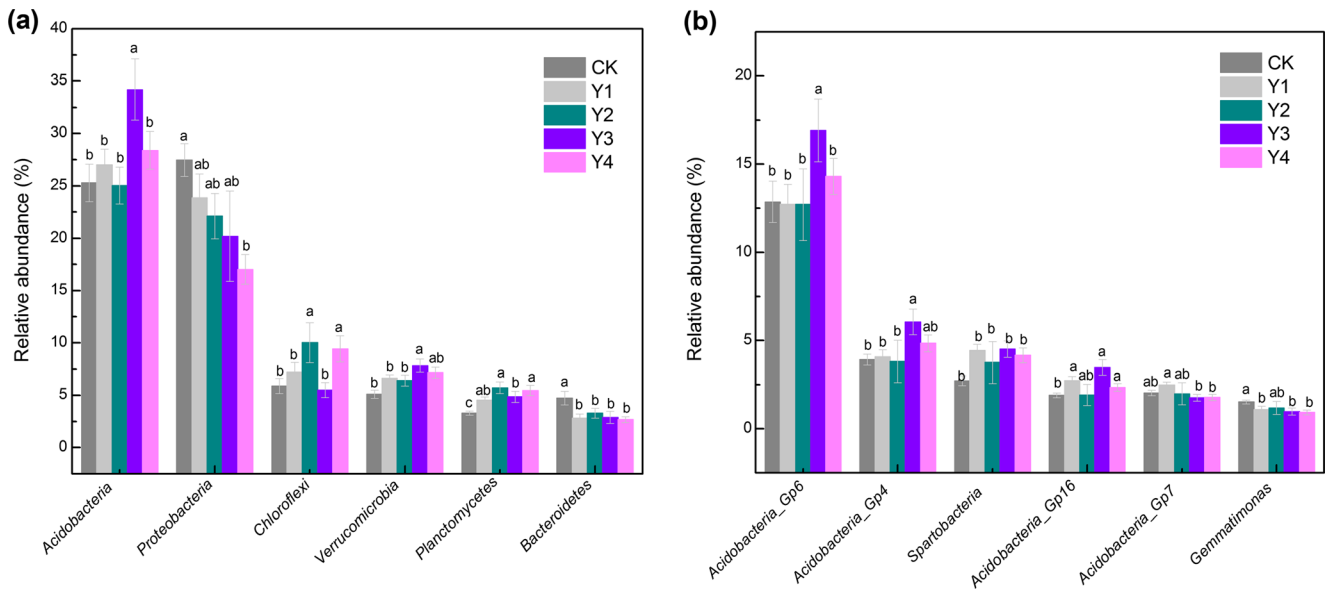 (a)
40
35
30
25
20
15
10
5
0
Relative abundance (%)
CK
Y1
Y2
Y3
Y4
b b b a b
a ab ab ab b
b b a b a
b b b a ab
c ab a b a
a b b b b
Acidobacteria
Proteobacteria
Chloroflexi
Verrucomicrobia
Planctomycetes
Bacteroidetes
(b)
20
15
10
5
0
Relative abundance (%)
CK
Y1
Y2
Y3
Y4
b b b a b
b b b a ab
b a b a a
b a ab a a
ab a ab b b
a b ab b b
Acidobacteria_Gp6
Acidobacteria_Gp4
Spartobacteria
Acidobacteria_Gp16
Acidobacteria_Gp7
Gemmatimonas